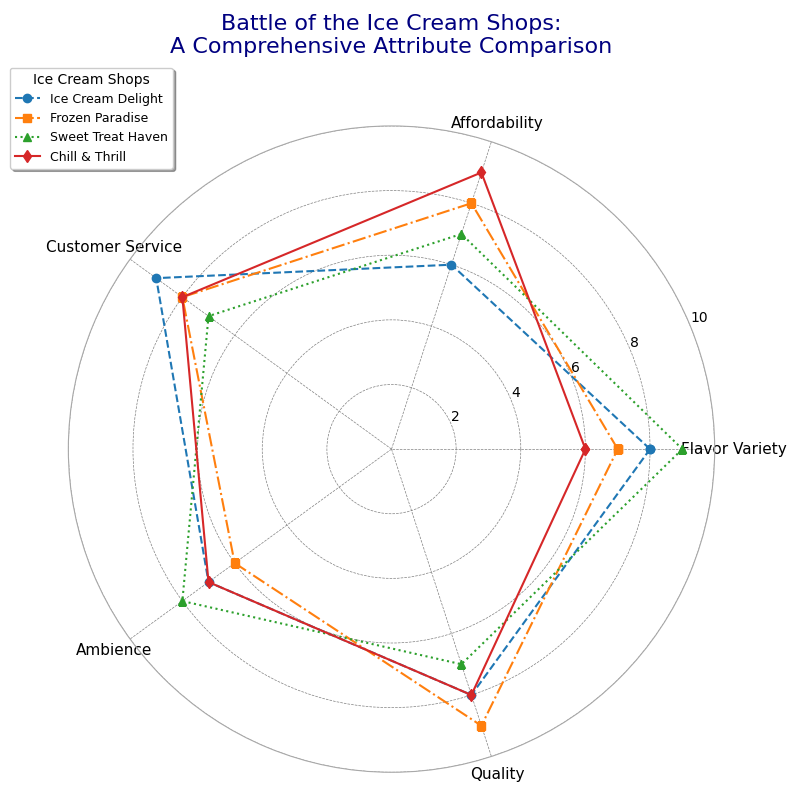 Battle of the Ice Cream Shops:
A Comprehensive Attribute Comparison
Ice Cream Shops
Ice Cream Delight
Frozen Paradise
Sweet Treat Haven
Chill & Thrill
Affordability
Customer Service
Flavor Variety
Ambience
Quality
2
4
6
8
10